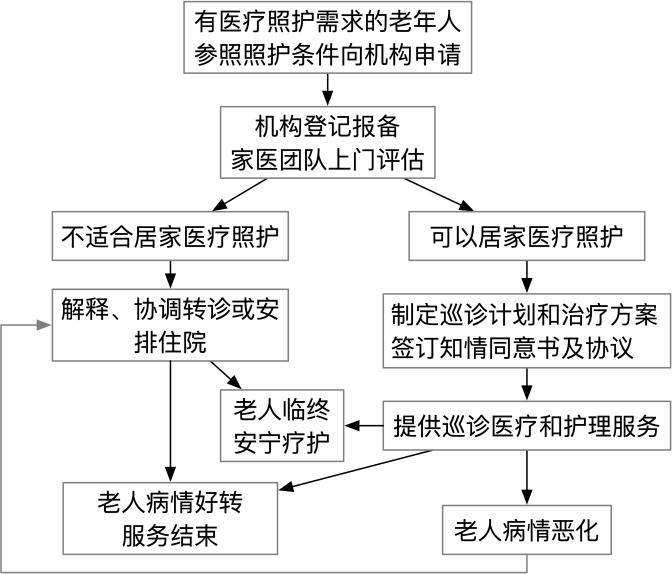 有医疗照护需求的老年人
参照照护条件向机构申请
机构登记报备
家医团队上门评估
不适合居家医疗照护
可以居家医疗照护
解释、协调转诊或安
排住院
制定巡诊计划和治疗方案
签订知情同意书及协议
老人临终
安宁疗护
提供巡诊医疗和护理服务
老人病情好转
服务结束
老人病情恶化